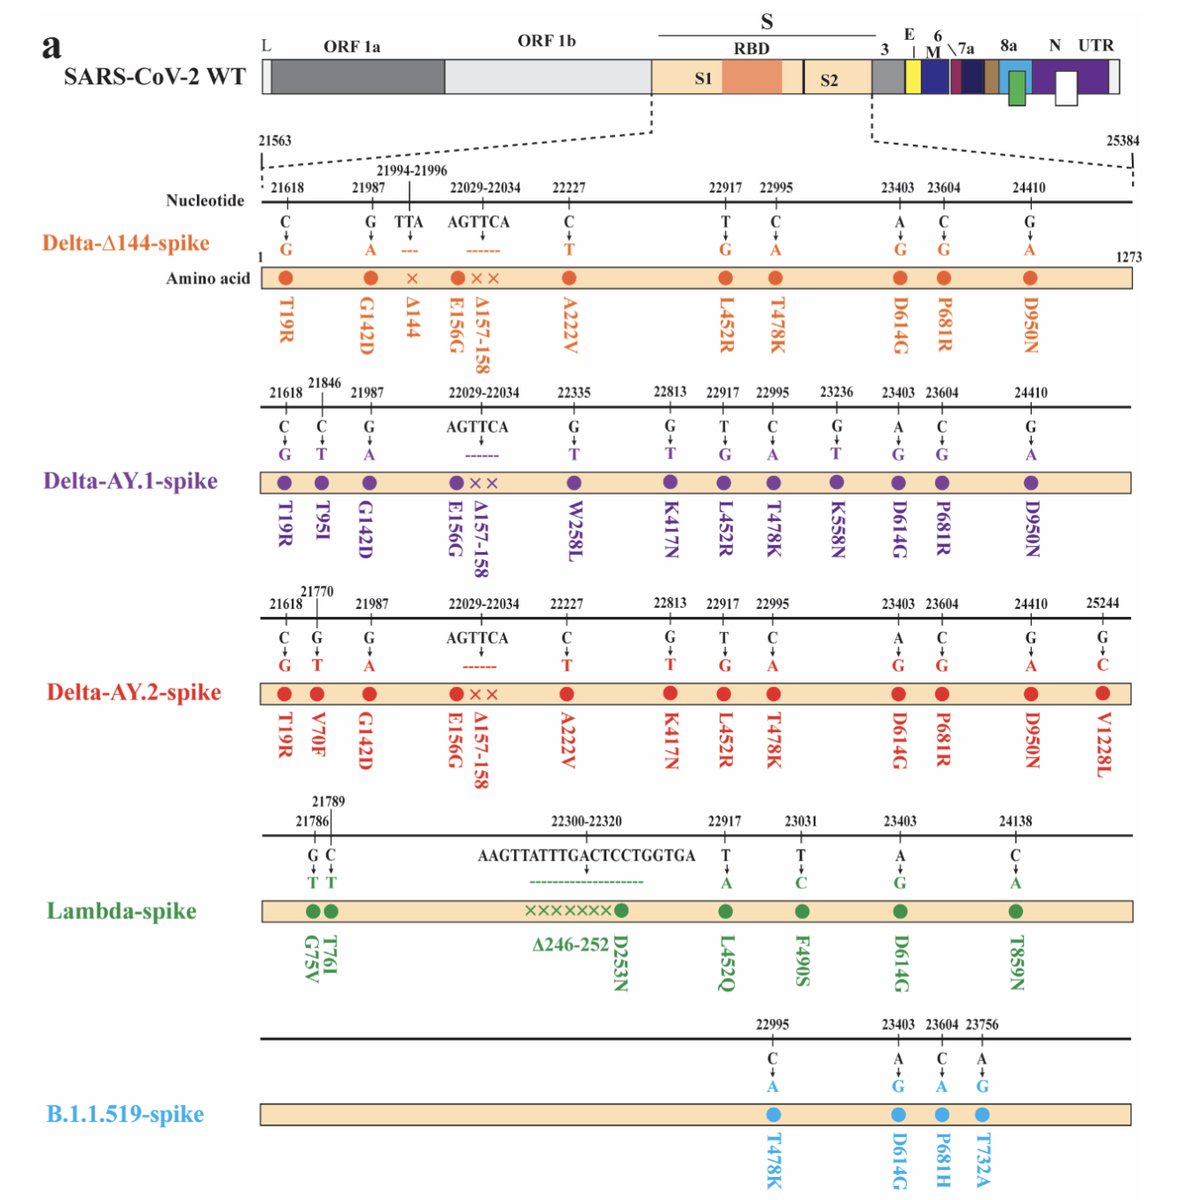 a
S
L ORF 1a ORF 1b RBD 3 E M 6 7a 8a N UTR
SARS-CoV-2 WT S1 S2
21563 25384
21994-21996
21618 21987 22029-22034 22227 22917 22995 23403 23604 24410
Nucleotide
C G TTA AGTTCA C T C A C G
Delta-Δ144-spike
G A --- ------ T G A G G A
1 1273
Amino acid × × ×
T19R G142D Δ144 E156G Δ157-158 A222V L452R T478K D614G P681R D950N
21846
21618 21987 22029-22034 22335 22813 22917 22995 23236 23403 23604 24410
C C G AGTTCA G G T C G A C G
G T A ------ T T G A T G G A
Delta-AY.1-spike × ×
T19R T95I G142D E156G Δ157-158 W258L K417N L452R T478K K558N D614G P681R D950N
21770
21618 21987 22029-22034 22227 22813 22917 22995 23403 23604 24410 25244
C G G AGTTCA C G T C A C G G
G T A ------ T T G A G G A C
Delta-AY.2-spike × ×
T19R V70F G142D E156G Δ157-158 A222V K417N L452R T478K D614G P681R D950N V1228L
21789
21786 22300-22320 22917 23031 23403 24138
G C AAGTTATTTGACTCCTGGTGA T T A C
T T --------------------- A C G A
Lambda-spike ×××××××
G75V T76I Δ246-252 D253N L452Q F490S D614G T859N
22995 23403 23604 23756
C A C A
A G A G
B.1.1.519-spike
T478K D614G P681H T732A